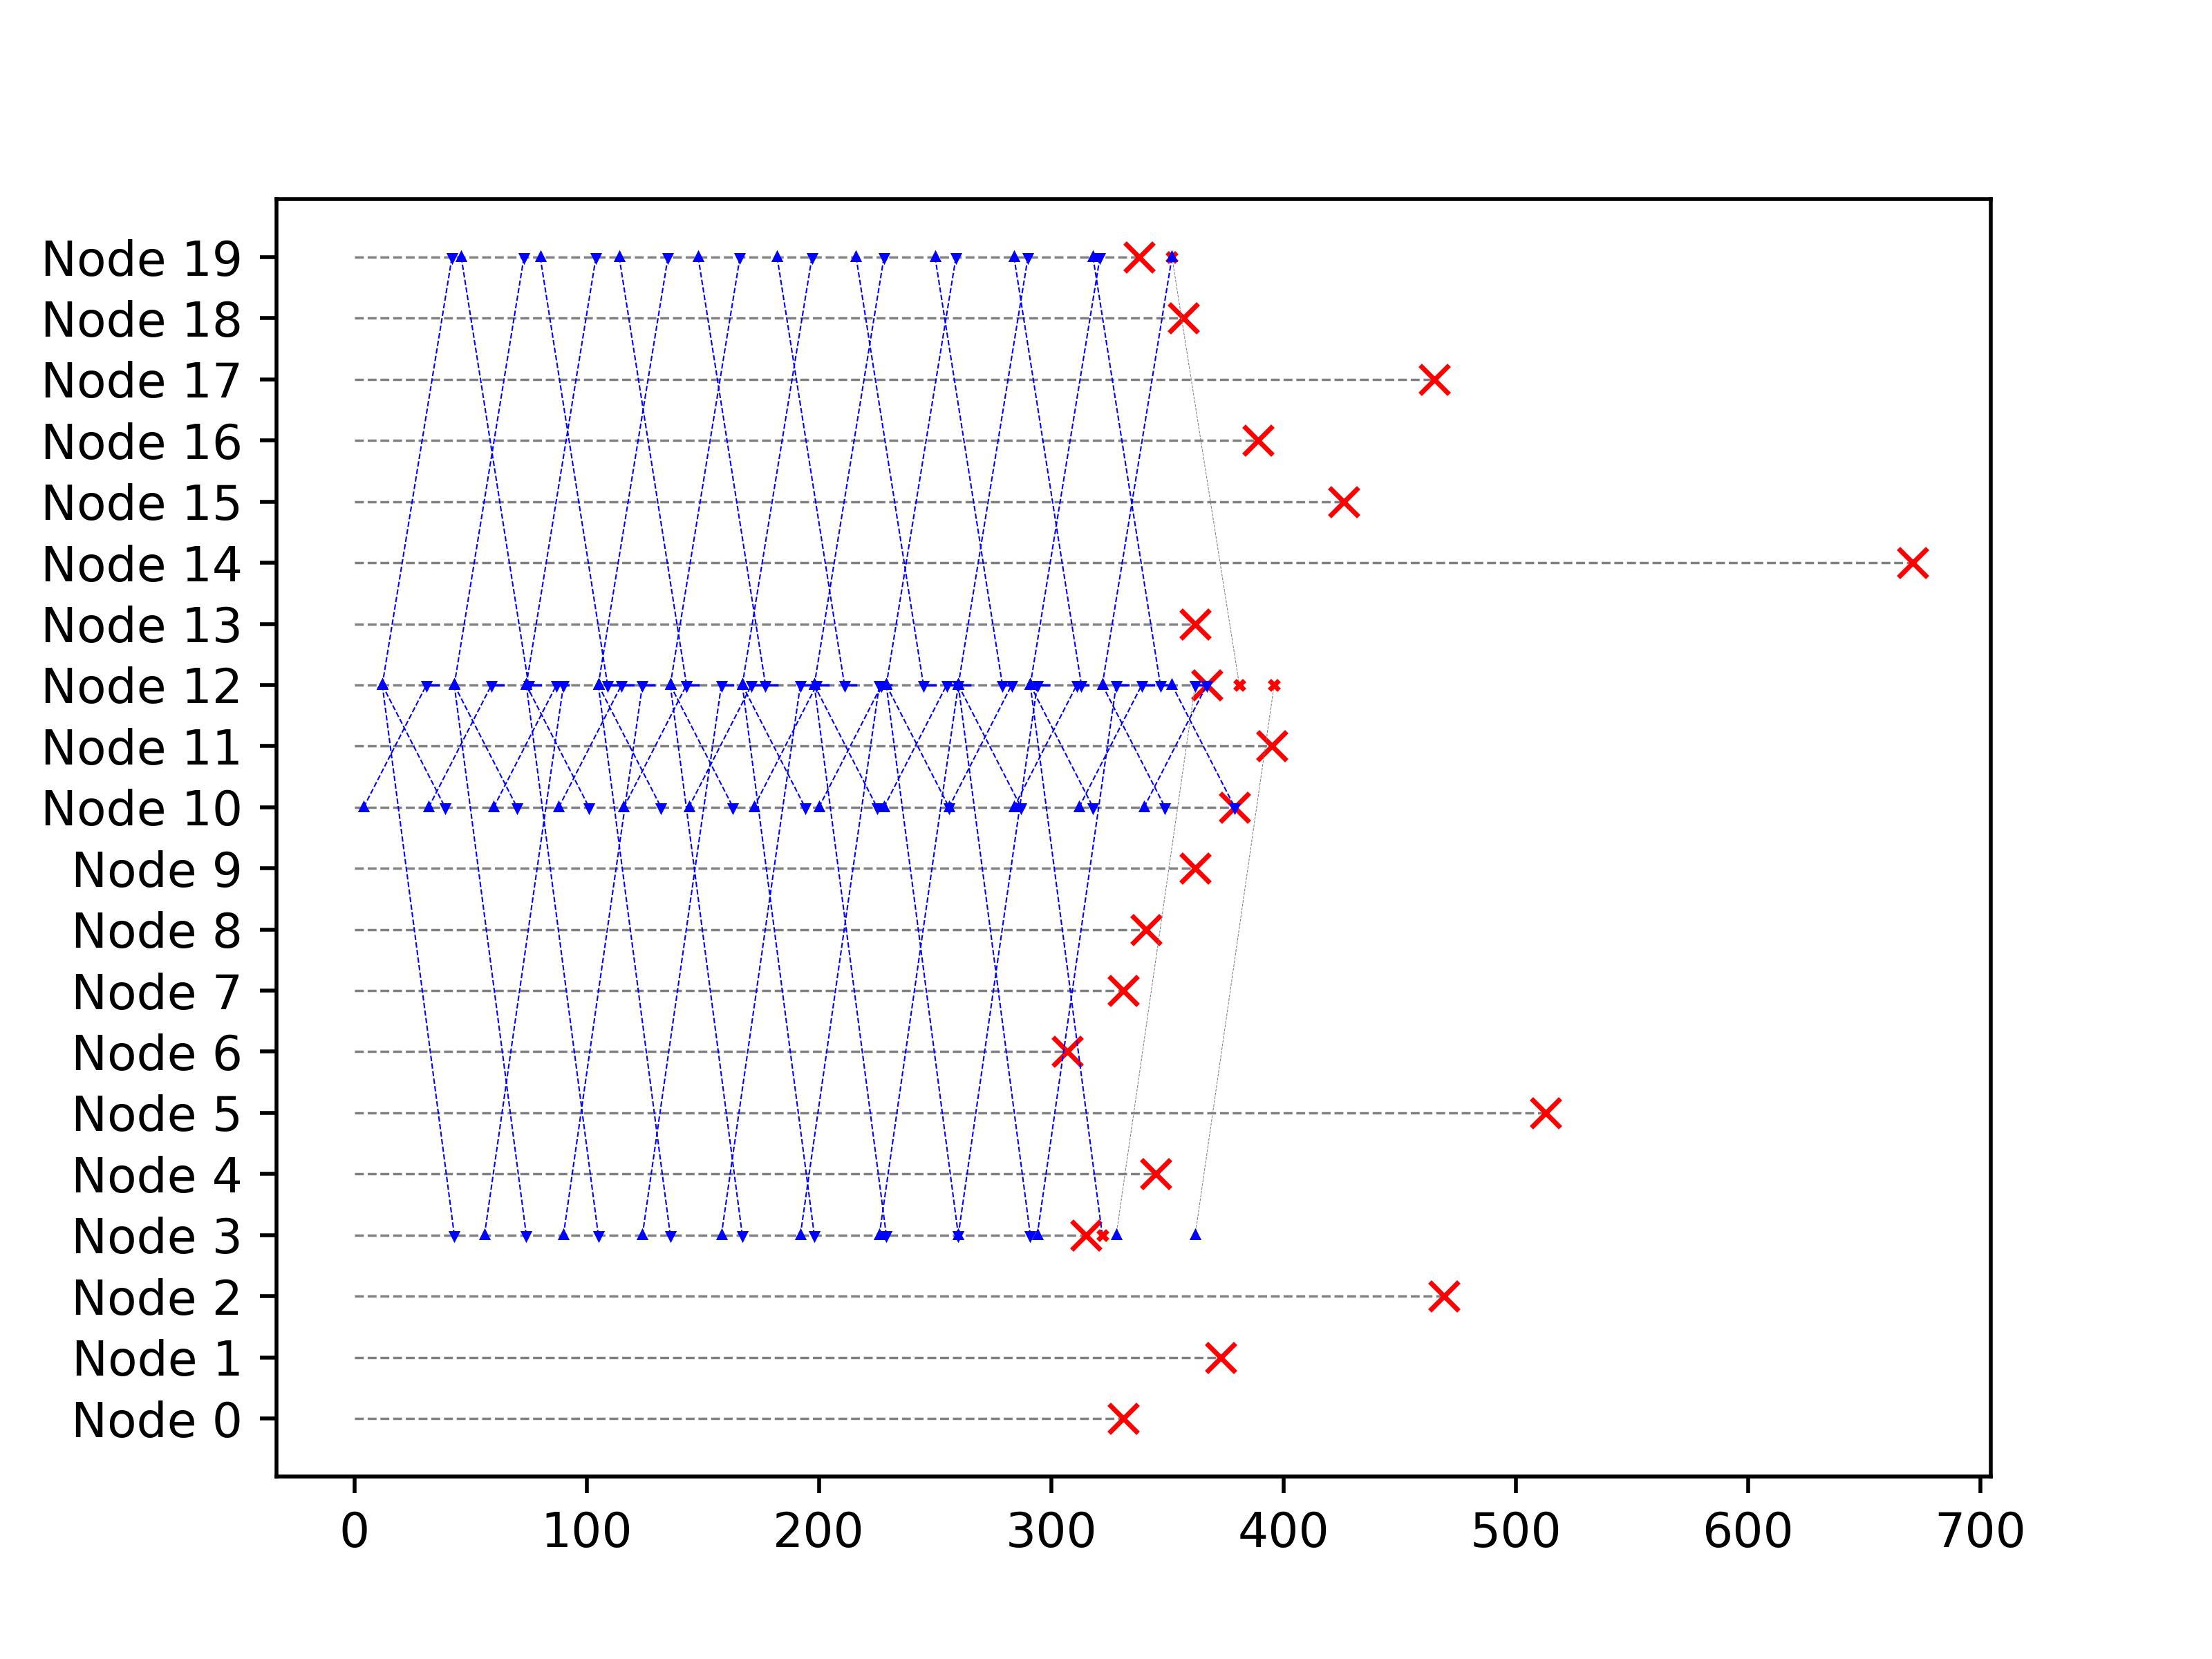 Node 19
Node 18
Node 17
Node 16
Node 15
Node 14
Node 13
Node 12
Node 11
Node 10
Node 9
Node 8
Node 7
Node 6
Node 5
Node 4
Node 3
Node 2
Node 1
Node 0
0 100 200 300 400 500 600 700